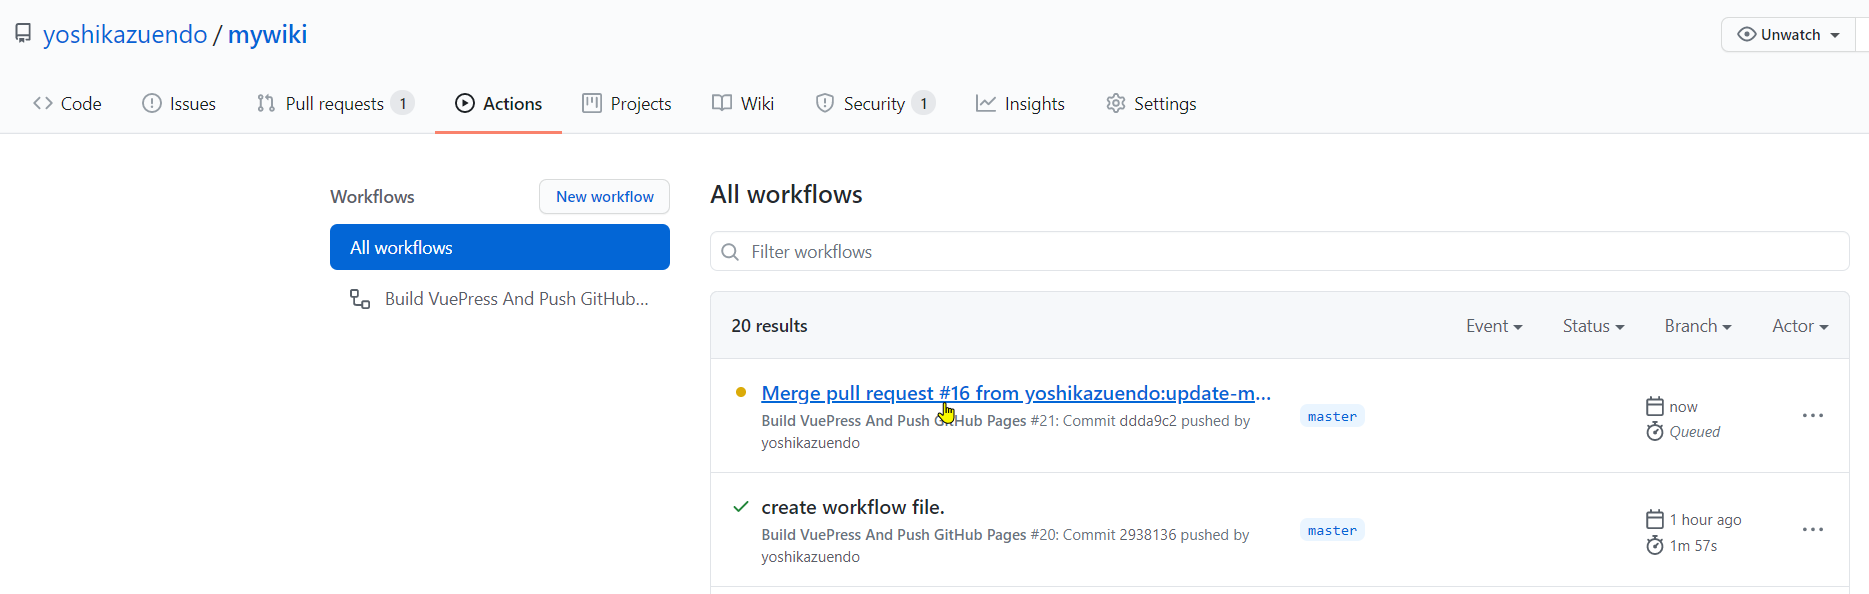 yoshikazuendo / mywiki
Unwatch
Code Issues Pull requests 1 Actions Projects Wiki Security 1 Insights Settings
Workflows
New workflow
All workflows
Build VuePress And Push GitHub...
All workflows
Filter workflows
20 results Event Status Branch Actor
Merge pull request #16 from yoshikazuendo:update-m...
Build VuePress And Push GitHub Pages #21: Commit ddda9c2 pushed by
yoshikazuendo
master
now
Queued
create workflow file.
Build VuePress And Push GitHub Pages #20: Commit 2938136 pushed by
yoshikazuendo
master
1 hour ago
1m 57s